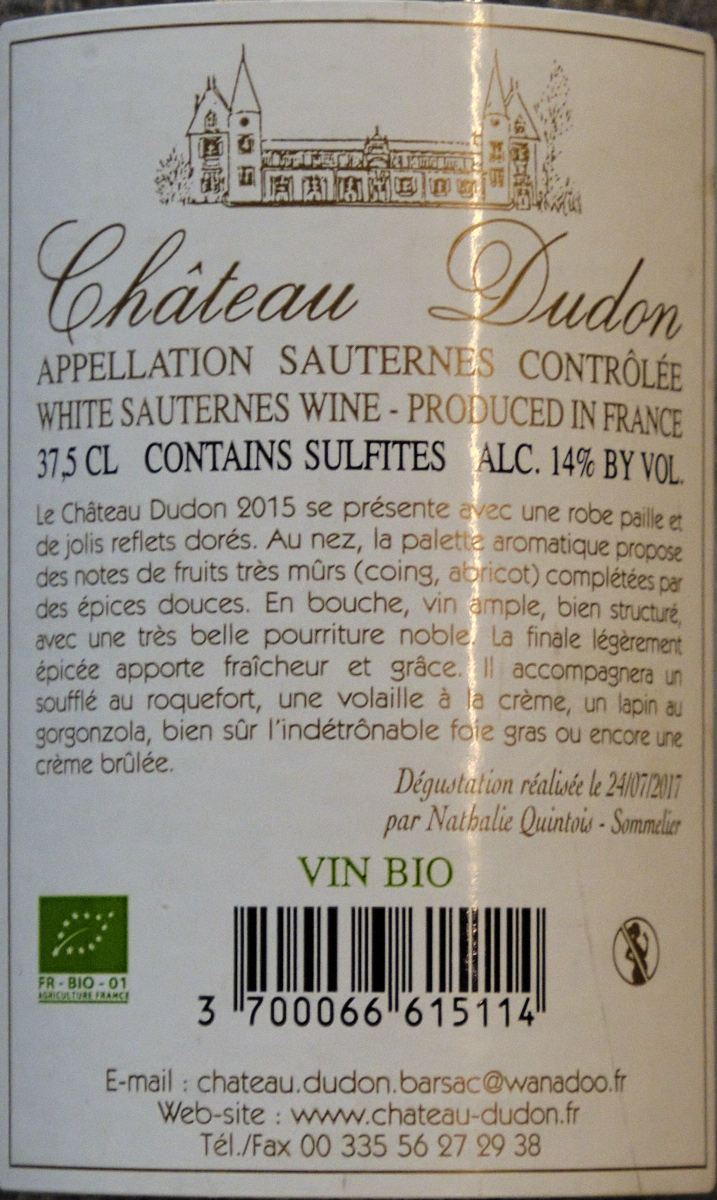 Château Dudon
APPELLATION SAUTERNES CONTRÔLÉE
WHITE SAUTERNES WINE - PRODUCED IN FRANCE
37,5 CL CONTAINS SULFITES ALC. 14% BY VOL.
Le Château Dudon 2015 se présente avec une robe paille et
de jolis reflets dorés. Au nez, la palette aromatique propose
des notes de fruits très mûrs (coing, abricot) complétées par
des épices douces. En bouche, vin ample, bien structuré,
avec une très belle pourriture noble. La finale légèrement
épicée apporte fraîcheur et grâce. Il accompagnera un
soufflé au roquefort, une volaille à la crème, un lapin au
gorgonzola, bien sûr l'indétrônable foie gras ou encore une
crème brûlée.
Dégustation réalisée le 24/07/2017
par Nathalie Quintois - Sommelier
VIN BIO
FR - BIO - 01
AGRICULTURE FRANCE
3 700066 615114
E-mail : chateau.dudon.barsac@wanadoo.fr
Web-site : www.chateau-dudon.fr
Tél./Fax 00 335 56 27 29 38